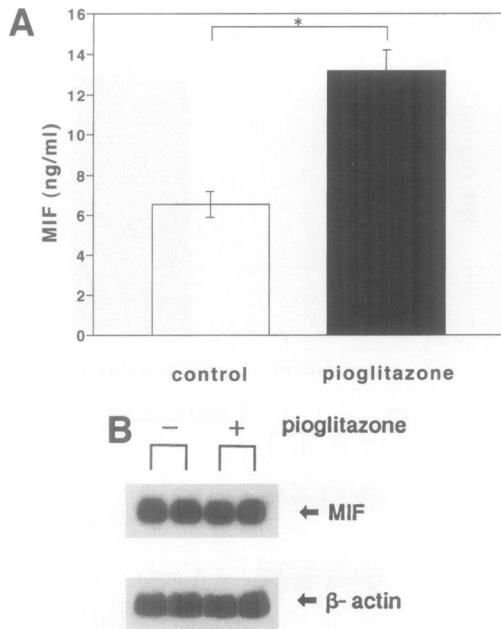 A
16
*
14
12
10
8
6
4
2
0
MIF (ng/ml)
control pioglitazone
B
− + pioglitazone
← MIF
← β- actin